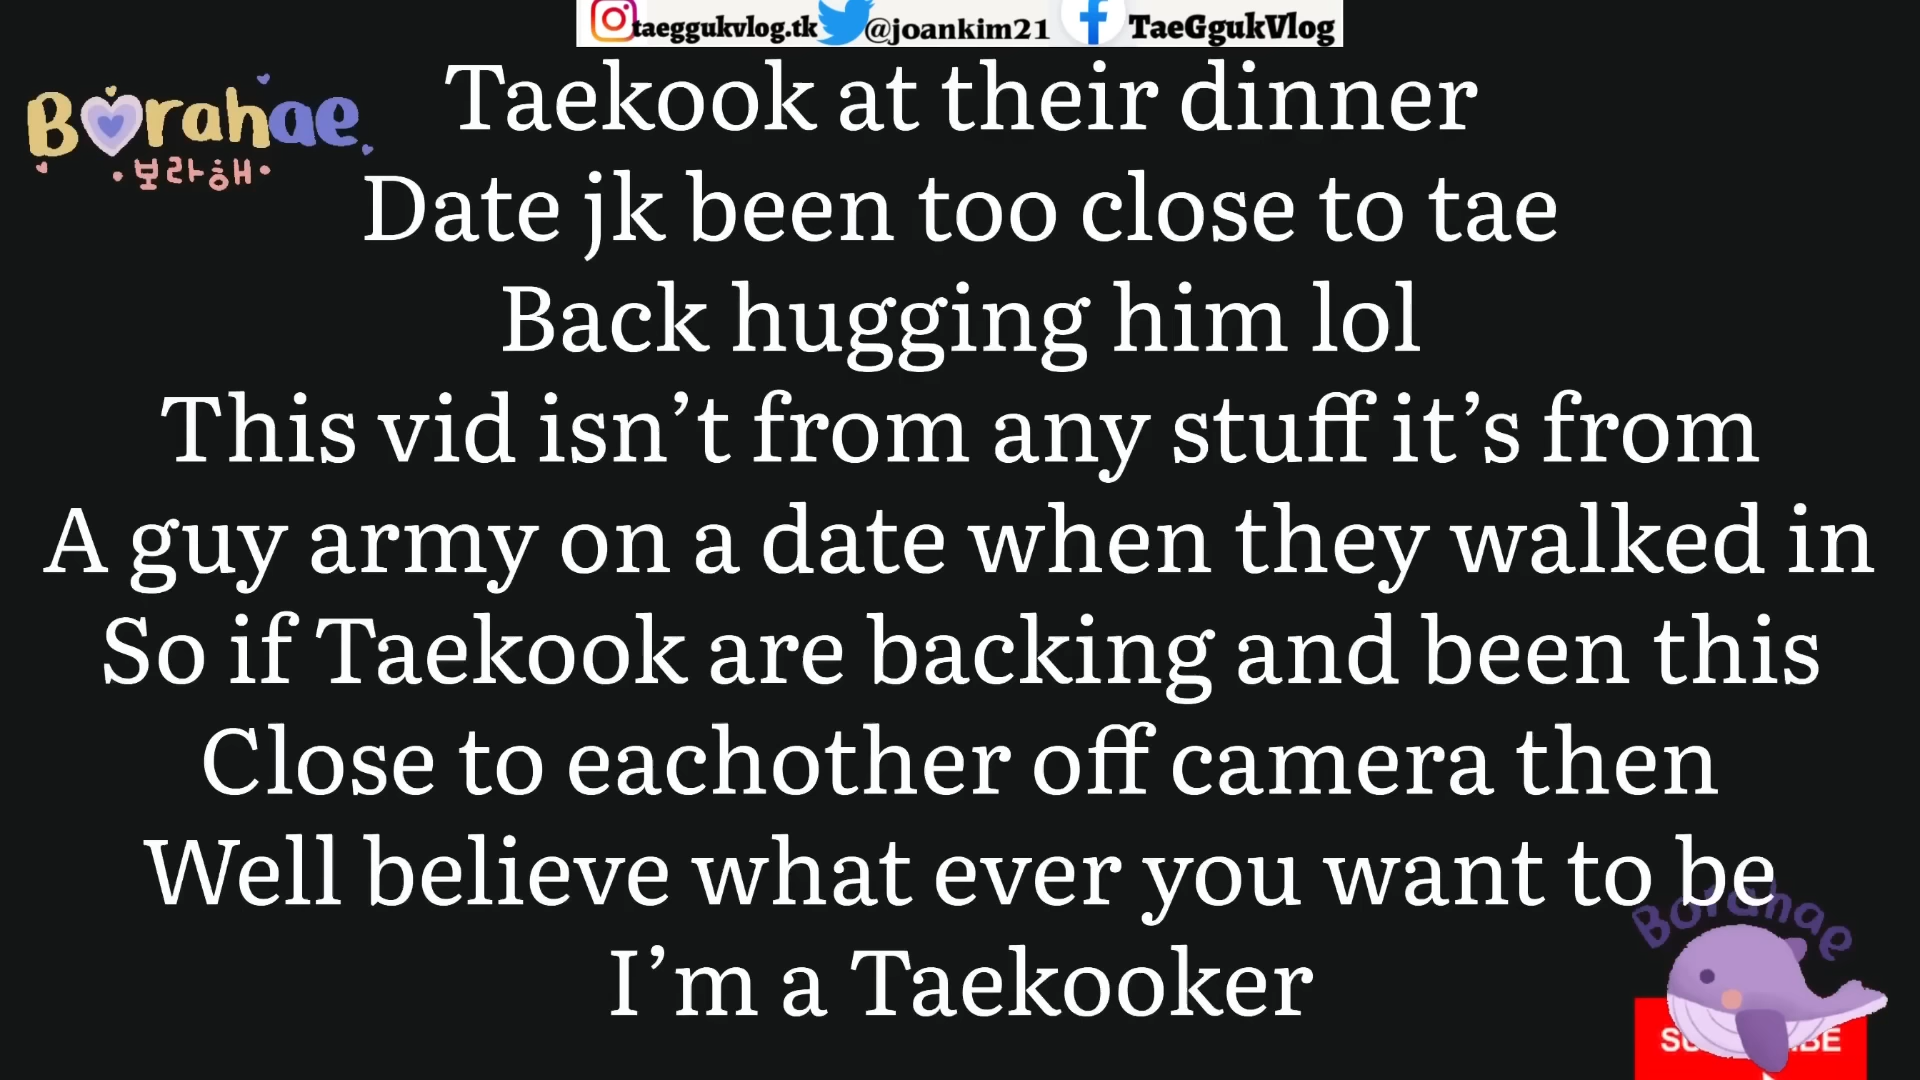 taeggukvlog.tk @joankim21 TaeGgukVlog
Borahae
보라해
Taekook at their dinner
Date jk been too close to tae
Back hugging him lol
This vid isn’t from any stuff it’s from
A guy army on a date when they walked in
So if Taekook are backing and been this
Close to eachother off camera then
Well believe what ever you want to be
I’m a Taekooker
Borahae